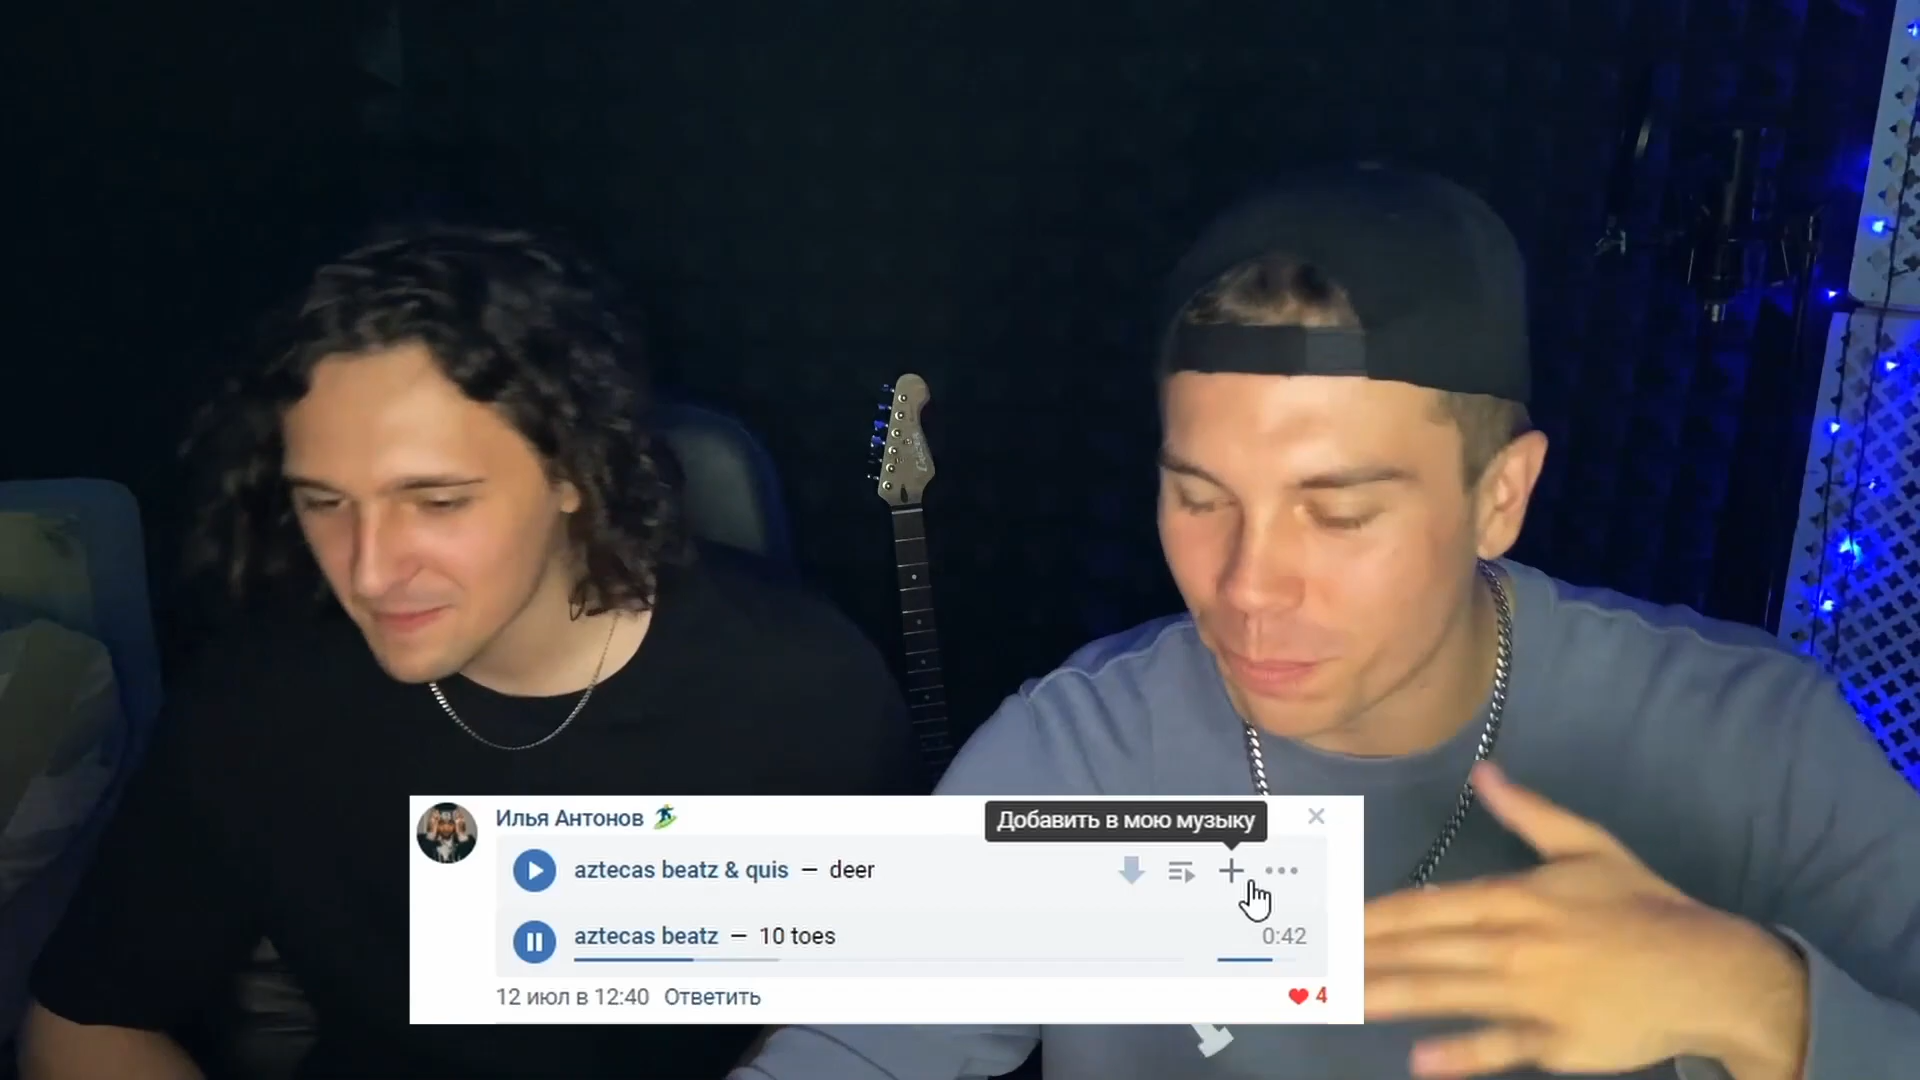 Илья Антонов
Добавить в мою музыку
aztecas beatz & quis — deer
aztecas beatz — 10 toes
0:42
12 июл в 12:40 Ответить
4